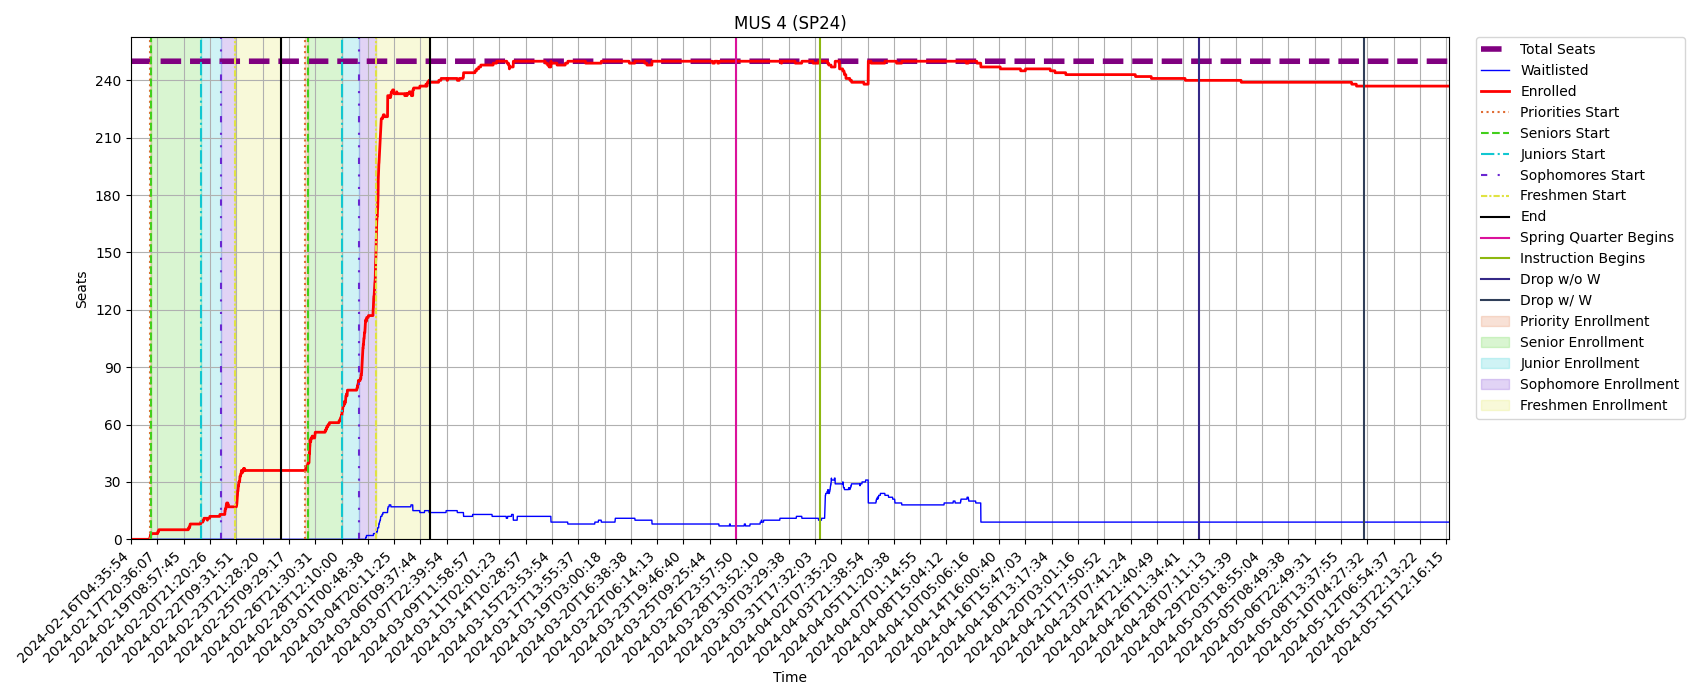 MUS 4 (SP24)
Seats
240
210
180
150
120
90
60
30
0
2024-02-16T04:35:54
2024-02-17T20:36:07
2024-02-19T08:57:45
2024-02-20T21:20:26
2024-02-22T09:31:51
2024-02-23T21:28:20
2024-02-25T09:29:17
2024-02-26T21:30:31
2024-02-28T12:10:00
2024-03-01T00:48:38
2024-03-04T20:11:25
2024-03-06T09:37:44
2024-03-07T22:39:54
2024-03-09T11:58:57
2024-03-11T02:01:23
2024-03-14T10:28:57
2024-03-15T23:53:54
2024-03-17T13:55:37
2024-03-19T03:00:18
2024-03-20T16:38:38
2024-03-22T06:14:13
2024-03-23T19:46:40
2024-03-25T09:25:44
2024-03-26T23:57:50
2024-03-28T13:52:10
2024-03-30T03:29:38
2024-03-31T17:32:03
2024-04-02T07:35:20
2024-04-03T21:38:54
2024-04-05T11:20:38
2024-04-07T01:14:55
2024-04-08T15:04:12
2024-04-10T05:06:16
2024-04-14T16:00:40
2024-04-16T15:47:03
2024-04-18T13:17:34
2024-04-20T03:01:16
2024-04-21T17:50:52
2024-04-23T07:41:24
2024-04-24T21:40:49
2024-04-26T11:34:41
2024-04-28T07:11:13
2024-04-29T20:51:39
2024-05-03T18:55:04
2024-05-05T08:49:38
2024-05-06T22:49:31
2024-05-08T13:37:55
2024-05-10T04:27:32
2024-05-12T06:54:37
2024-05-13T22:13:22
2024-05-15T12:16:15
Time
Total Seats
Waitlisted
Enrolled
Priorities Start
Seniors Start
Juniors Start
Sophomores Start
Freshmen Start
End
Spring Quarter Begins
Instruction Begins
Drop w/o W
Drop w/ W
Priority Enrollment
Senior Enrollment
Junior Enrollment
Sophomore Enrollment
Freshmen Enrollment